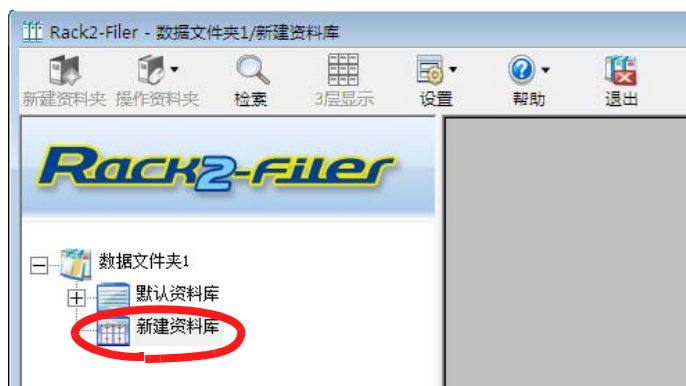 Rack2-Filer - 数据文件夹1/新建资料库
新建资料夹 操作资料夹 检索 3层显示 设置 帮助 退出
Rack2-Filer
数据文件夹1
默认资料库
新建资料库